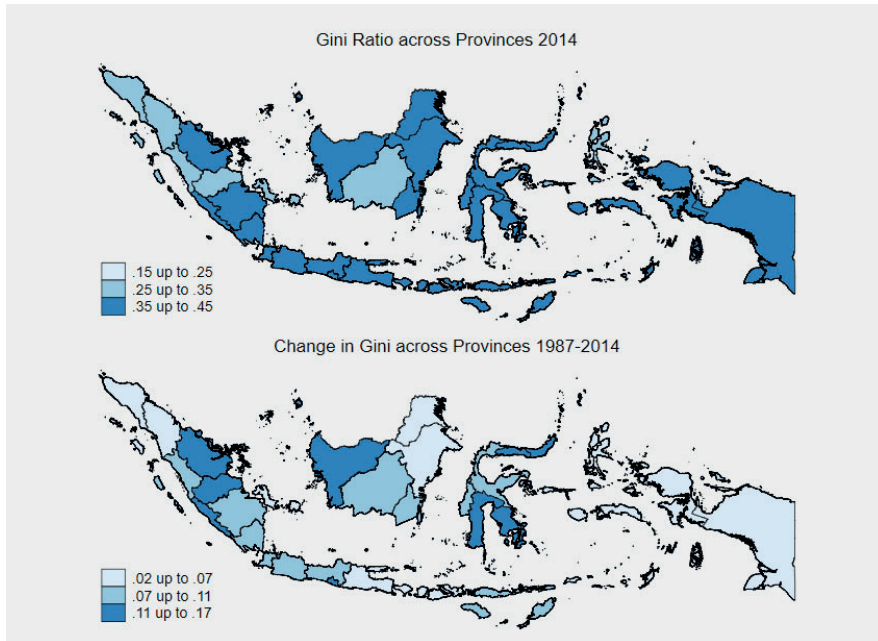 Gini Ratio across Provinces 2014
.15 up to .25
.25 up to .35
.35 up to .45
Change in Gini across Provinces 1987-2014
.02 up to .07
.07 up to .11
.11 up to .17